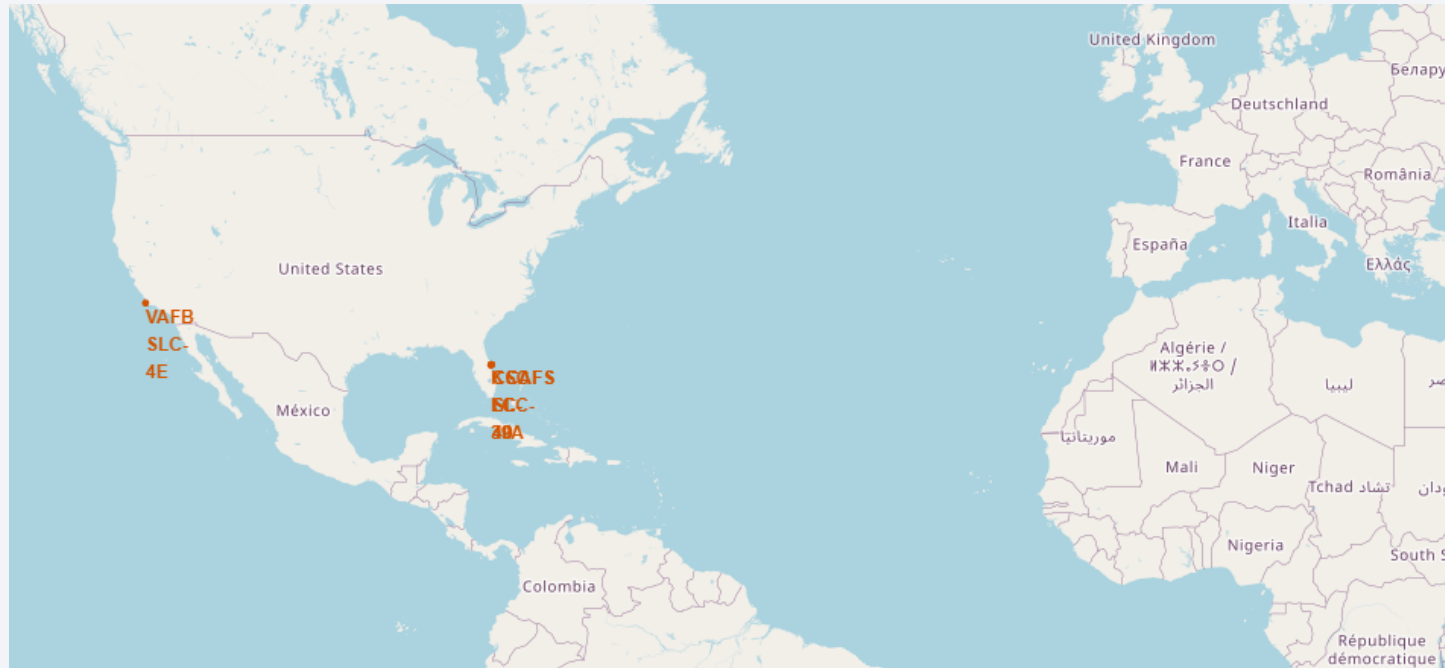 United Kingdom
Белару
Deutschland
France
România
Italia
España
Ελλάς
United States
VAFB
SLC-
4E
México
Algérie /
ⵍⵣⵣⴰⵢⴻⵔ /
الجزائر
ليبيا
موريتانيا
Mali
Niger
Tchad تشاد
Nigeria
South S
Colombia
République
démocratique